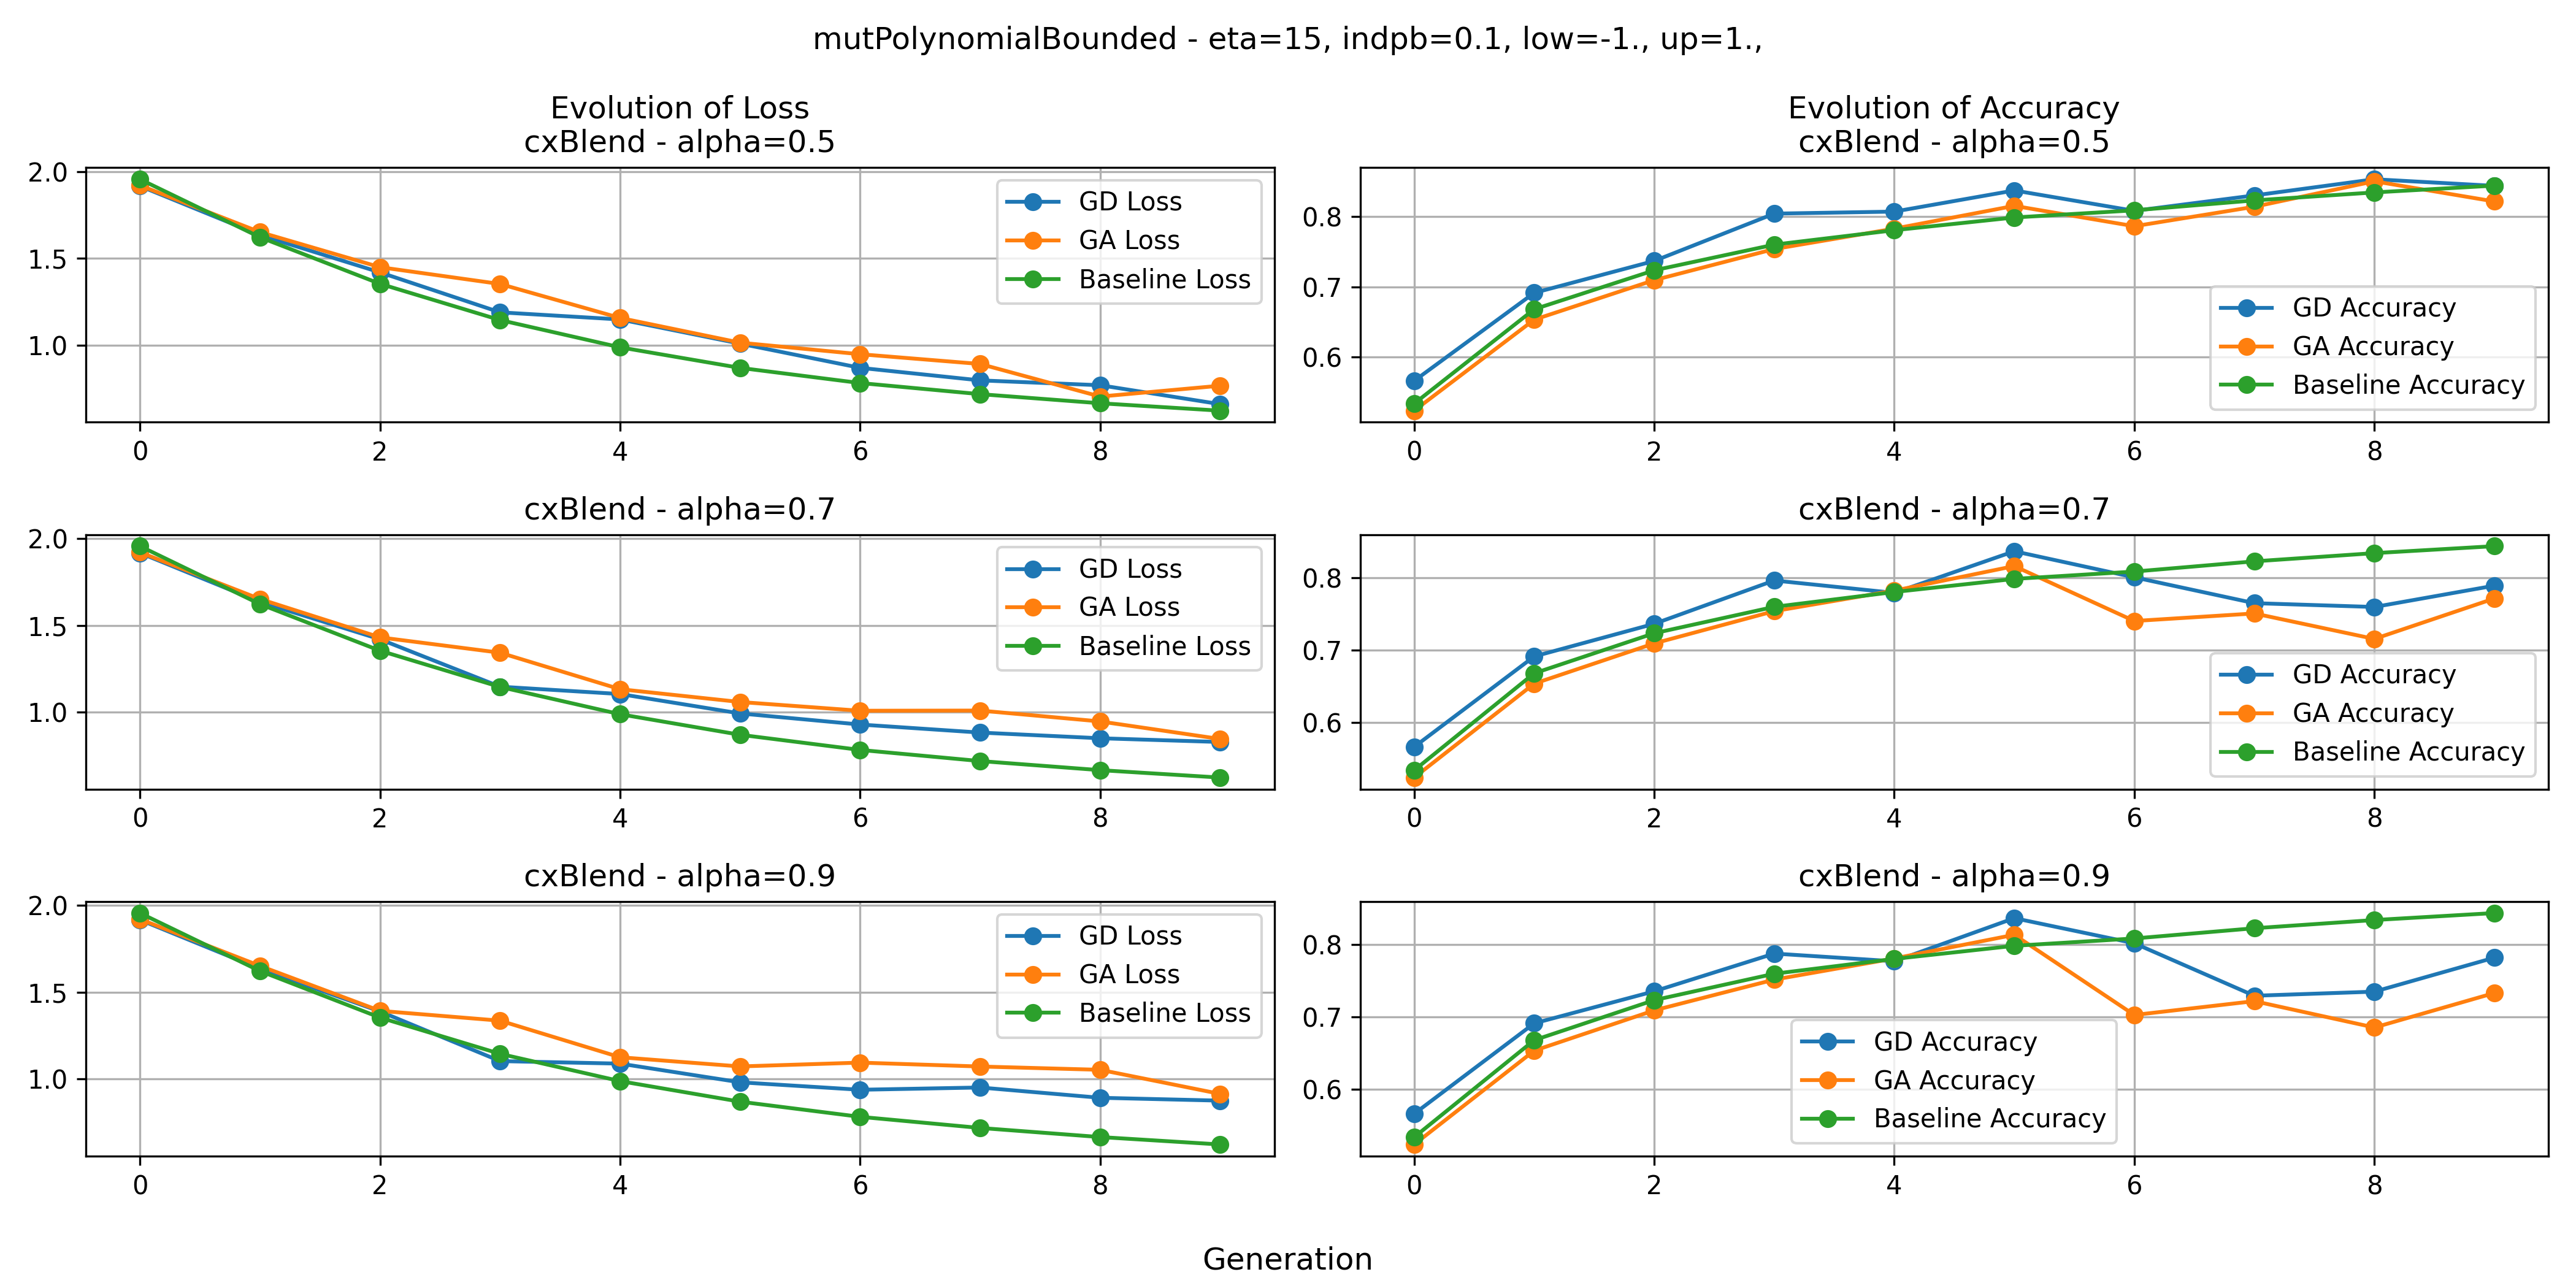 mutPolynomialBounded - eta=15, indpb=0.1, low=-1., up=1.,
Evolution of Loss
cxBlend - alpha=0.5
2.0
1.5
1.0
0 2 4 6 8
GD Loss
GA Loss
Baseline Loss
Evolution of Accuracy
cxBlend - alpha=0.5
0.8
0.7
0.6
0 2 4 6 8
GD Accuracy
GA Accuracy
Baseline Accuracy
cxBlend - alpha=0.7
2.0
1.5
1.0
0 2 4 6 8
GD Loss
GA Loss
Baseline Loss
cxBlend - alpha=0.7
0.8
0.7
0.6
0 2 4 6 8
GD Accuracy
GA Accuracy
Baseline Accuracy
cxBlend - alpha=0.9
2.0
1.5
1.0
0 2 4 6 8
GD Loss
GA Loss
Baseline Loss
cxBlend - alpha=0.9
0.8
0.7
0.6
0 2 4 6 8
GD Accuracy
GA Accuracy
Baseline Accuracy
Generation